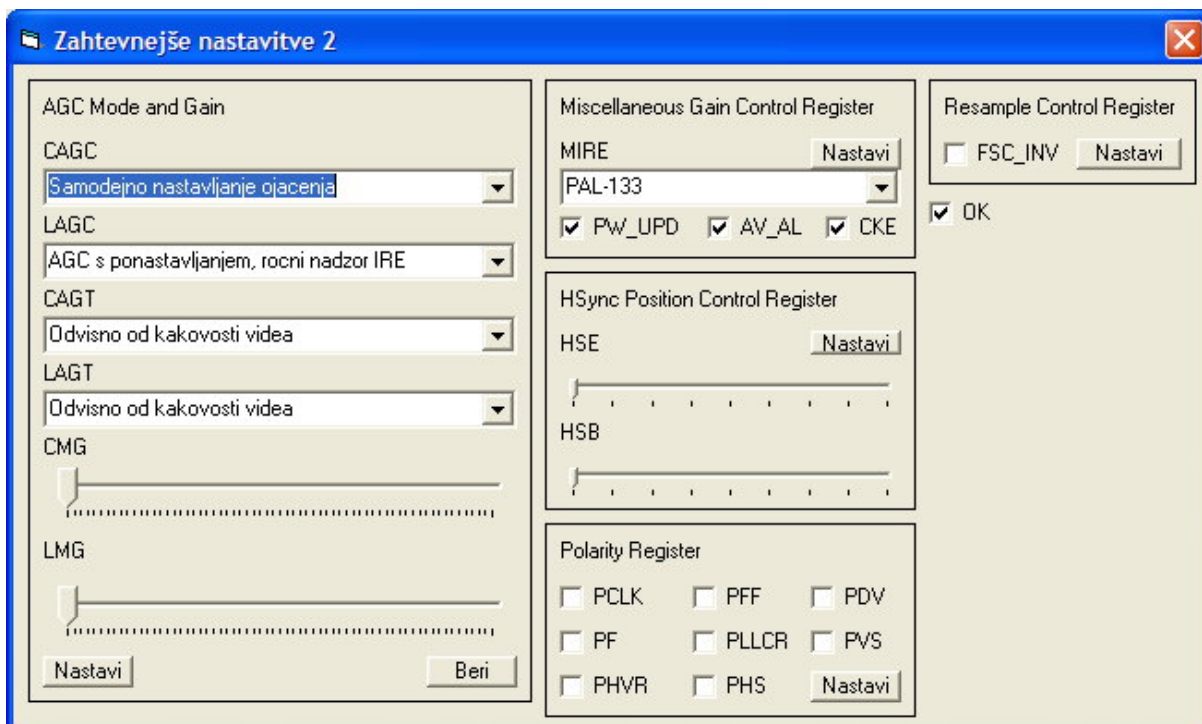 Zahtevnejše nastavitve 2
AGC Mode and Gain
CAGC
Samodejno nastavljanje ojacenja
LAGC
AGC s ponastavljanjem, rocni nadzor IRE
CAGT
Odvisno od kakovosti videa
LAGT
Odvisno od kakovosti videa
CMG
LMG
Nastavi Beri
Miscellaneous Gain Control Register
MIRE Nastavi
PAL-133
PW_UPD AV_AL CKE
HSync Position Control Register
HSE Nastavi
HSB
Polarity Register
PCLK PFF PDV
PF PLLCR PVS
PHVR PHS Nastavi
Resample Control Register
FSC_INV Nastavi
OK